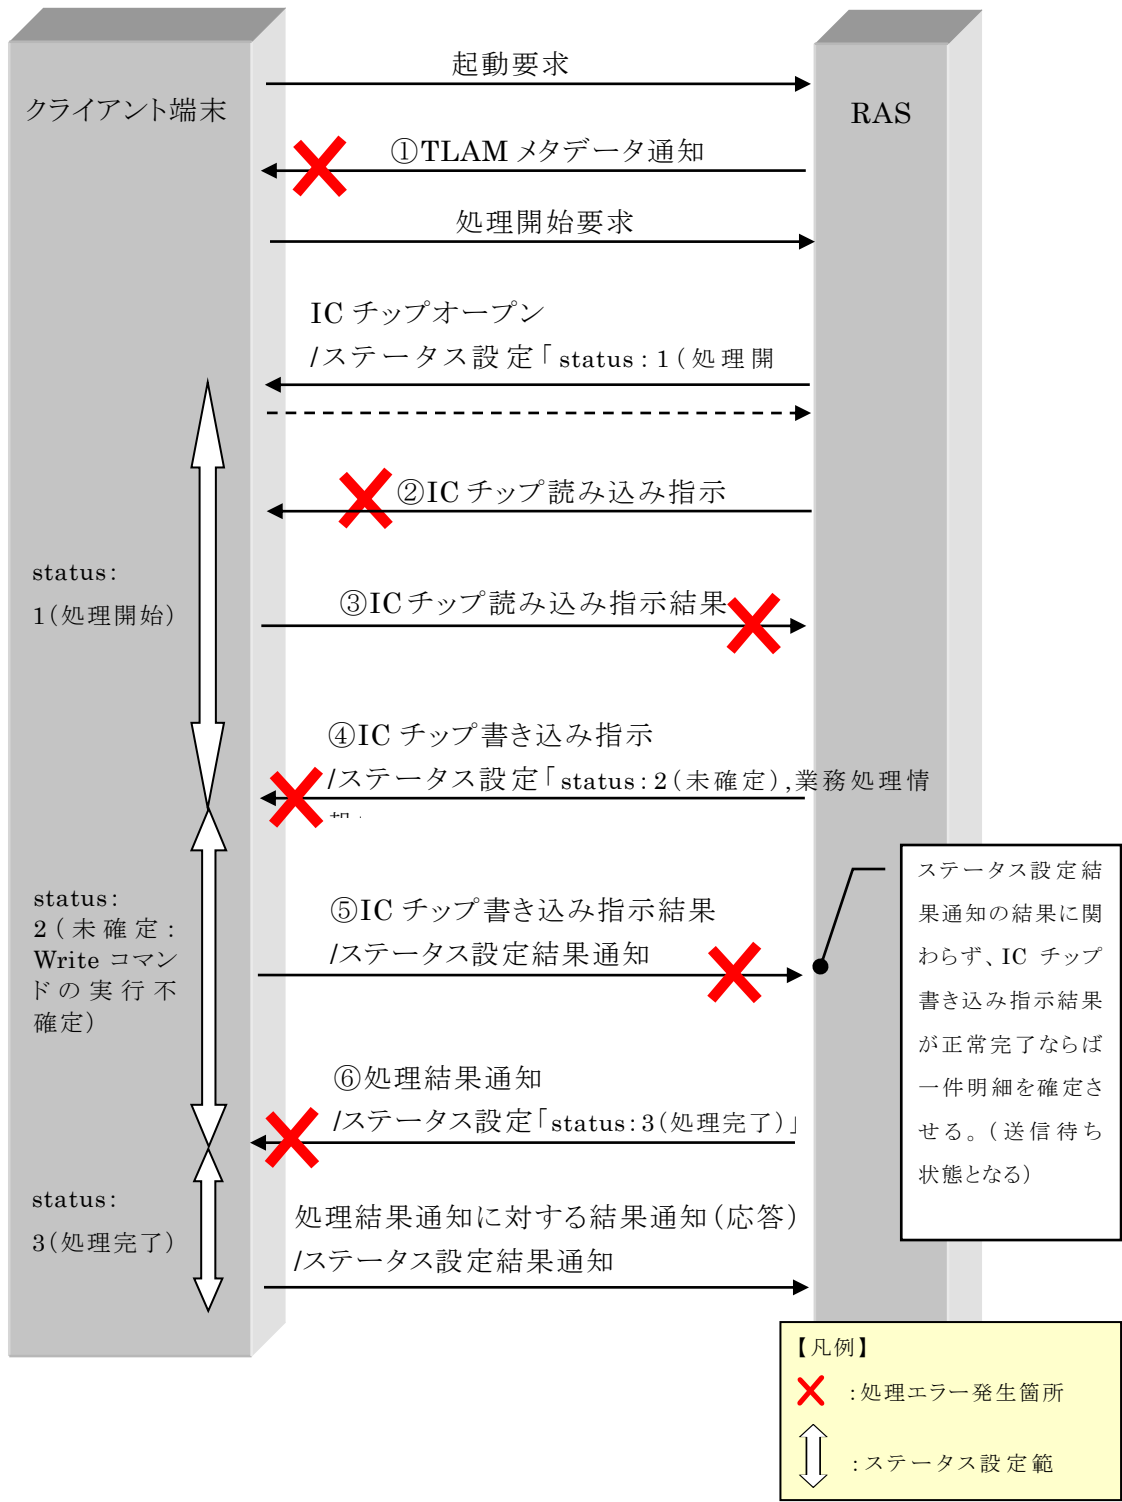 起動要求
クライアント端末
RAS
①TLAM メタデータ通知
処理開始要求
IC チップオープン
/ステータス設定「status:1(処理開
②IC チップ読み込み指示
status:
1(処理開始)
③ICチップ読み込み指示結果
④IC チップ書き込み指示
/ステータス設定「status:2(未確定),業務処理情
status:
2(未確定:
Write コマン
ドの実行不
確定)
⑤IC チップ書き込み指示結果
/ステータス設定結果通知
ステータス設定結
果通知の結果に関
わらず、IC チップ
書き込み指示結果
が正常完了ならば
一件明細を確定さ
せる。(送信待ち
状態となる)
⑥処理結果通知
/ステータス設定「status:3(処理完了)」
status:
3(処理完了)
処理結果通知に対する結果通知(応答)
/ステータス設定結果通知
【凡例】
:処理エラー発生箇所
:ステータス設定範